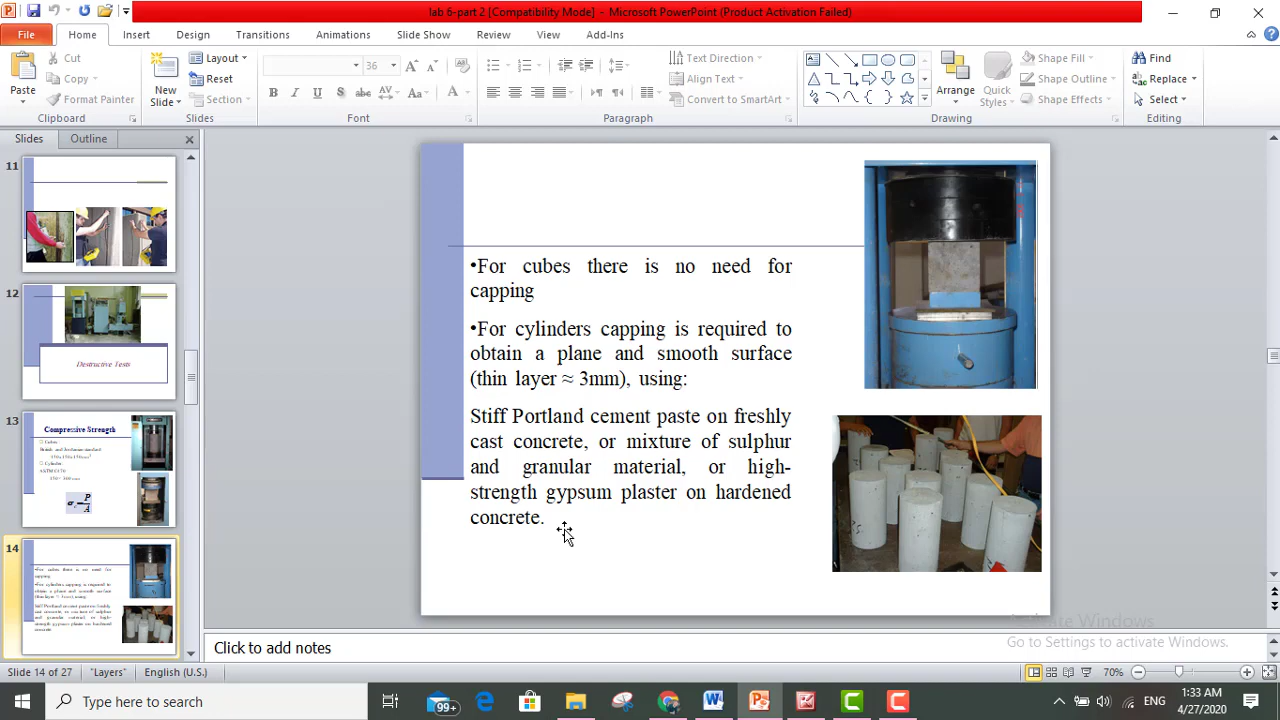 lab 6-part 2 [Compatibility Mode] - Microsoft PowerPoint (Product Activation Failed)
File Home Insert Design Transitions Animations Slide Show Review View Add-Ins
Cut
Copy
Format Painter
Paste
Clipboard
New
Slide
Layout
Reset
Section
Slides
36
B I U S abc AV Aa A
Font
Text Direction
Align Text
Convert to SmartArt
Paragraph
Arrange
Quick
Styles
Shape Fill
Shape Outline
Shape Effects
Drawing
Find
Replace
Select
Editing
Slides Outline
11
12
Destructive Tests
13
Compressive Strength
14
•For cubes there is no need for
capping
•For cylinders capping is required to
obtain a plane and smooth surface
(thin layer ≈ 3mm), using:
Stiff Portland cement paste on freshly
cast concrete, or mixture of sulphur
and granular material, or high-
strength gypsum plaster on hardened
concrete.
Activate Windows
Go to Settings to activate Windows.
Click to add notes
Slide 14 of 27 "Layers" English (U.S.) 70%
Type here to search
99+
ENG
1:33 AM
4/27/2020